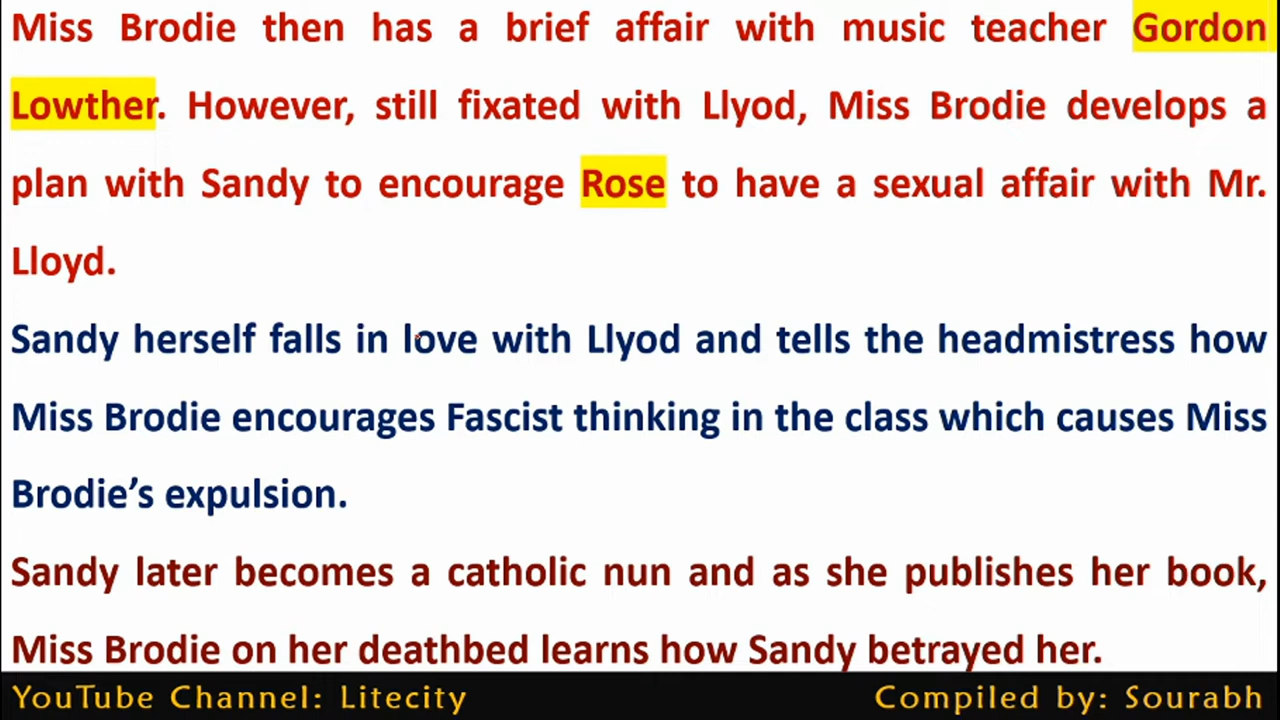 Miss Brodie then has a brief affair with music teacher Gordon
Lowther. However, still fixated with Llyod, Miss Brodie develops a
plan with Sandy to encourage Rose to have a sexual affair with Mr.
Lloyd.
Sandy herself falls in love with Llyod and tells the headmistress how
Miss Brodie encourages Fascist thinking in the class which causes Miss
Brodie’s expulsion.
Sandy later becomes a catholic nun and as she publishes her book,
Miss Brodie on her deathbed learns how Sandy betrayed her.
YouTube Channel: Litecity Compiled by: Sourabh